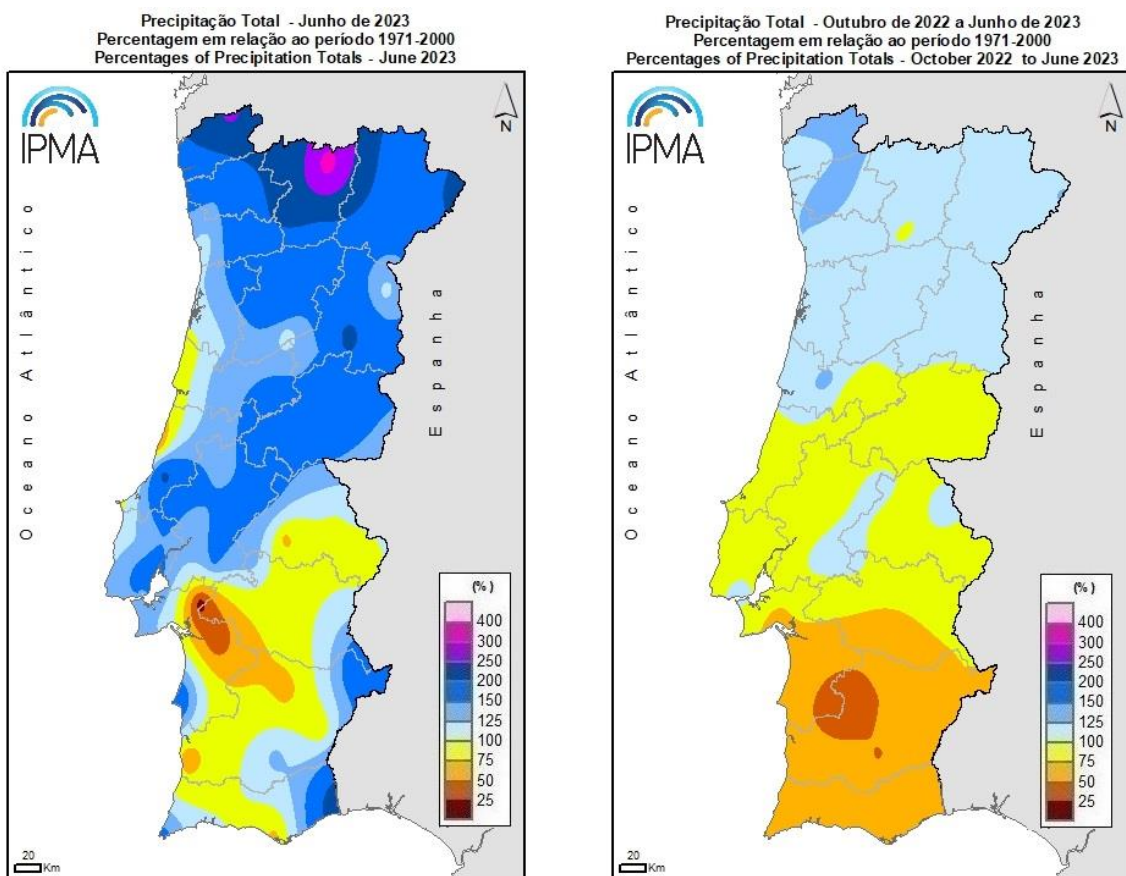 Precipitação Total - Junho de 2023
Percentagem em relação ao período 1971-2000
Percentages of Precipitation Totals - June 2023
IPMA
N
Oceano Atlântico
Espanha
(%)
400
300
250
200
150
125
100
75
50
25
20
Km
Precipitação Total - Outubro de 2022 a Junho de 2023
Percentagem em relação ao período 1971-2000
Percentages of Precipitation Totals - October 2022 to June 2023
IPMA
N
Oceano Atlântico
Espanha
(%)
400
300
250
200
150
125
100
75
50
25
20
Km